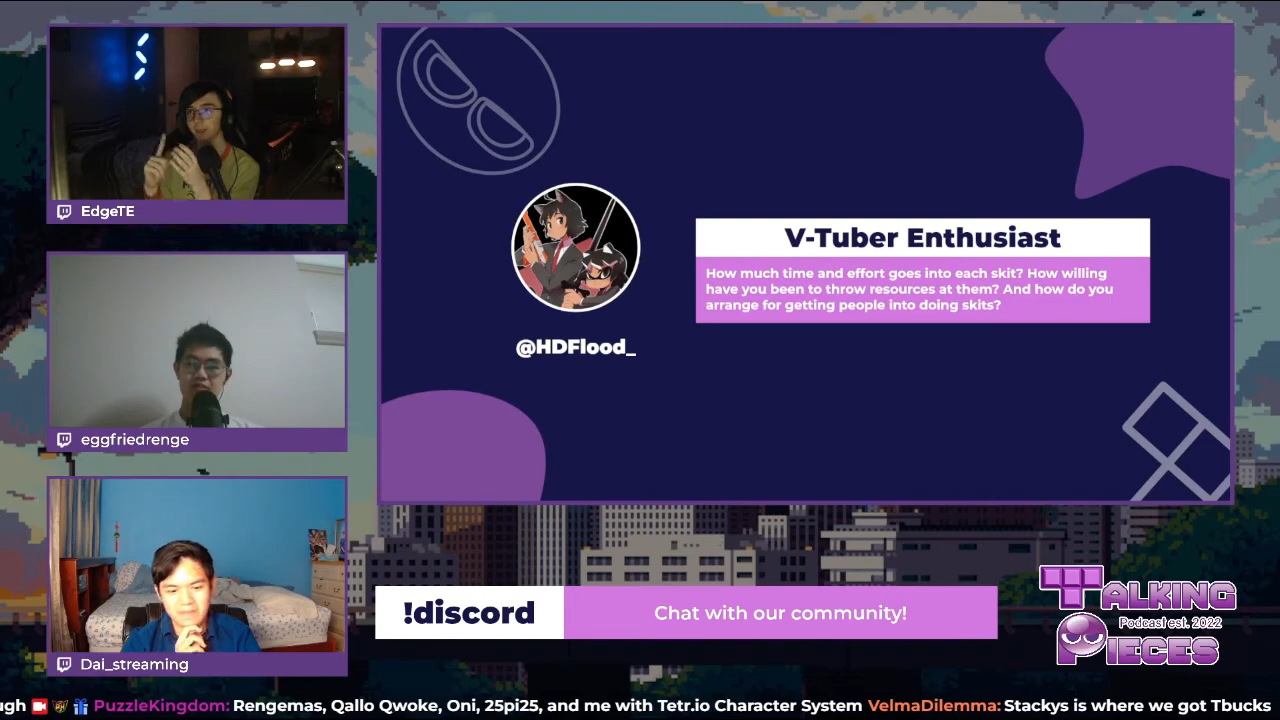 EdgeTE
eggfriedrenge
Dai_streaming
@HDFlood_
V-Tuber Enthusiast
How much time and effort goes into each skit? How willing
have you been to throw resources at them? And how do you
arrange for getting people into doing skits?
!discord
Chat with our community!
TALKING
Podcast est. 2022
PIECES
ugh PuzzleKingdom: Rengemas, Qallo Qwoke, Oni, 25pi25, and me with Tetr.io Character System VelmaDilemma: Stackys is where we got Tbucks